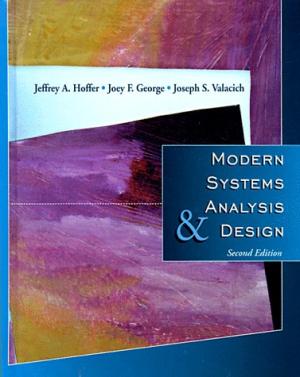 Jeffrey A. Hoffer • Joey F. George • Joseph S. Valacich
MODERN
SYSTEMS
ANALYSIS
& DESIGN
Second Edition